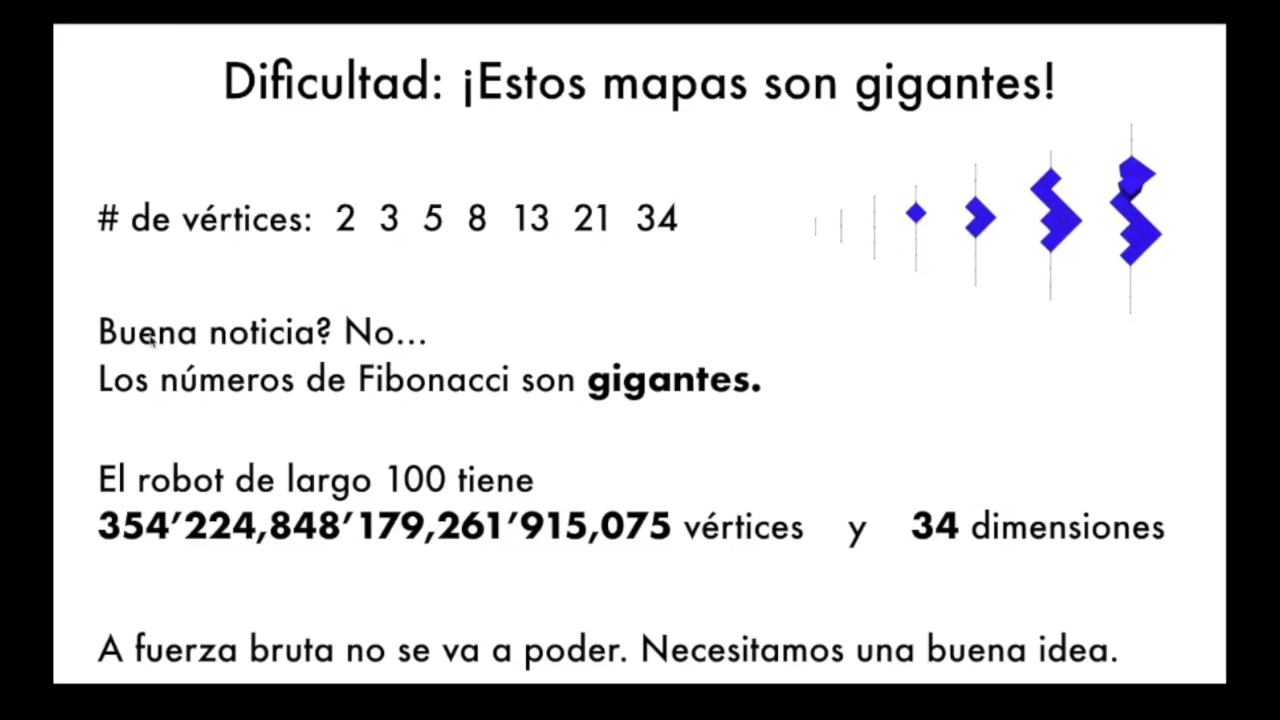 Dificultad: ¡Estos mapas son gigantes!
# de vértices: 2 3 5 8 13 21 34
Buena noticia? No...
Los números de Fibonacci son gigantes.
El robot de largo 100 tiene
354’224,848’179,261’915,075 vértices y 34 dimensiones
A fuerza bruta no se va a poder. Necesitamos una buena idea.